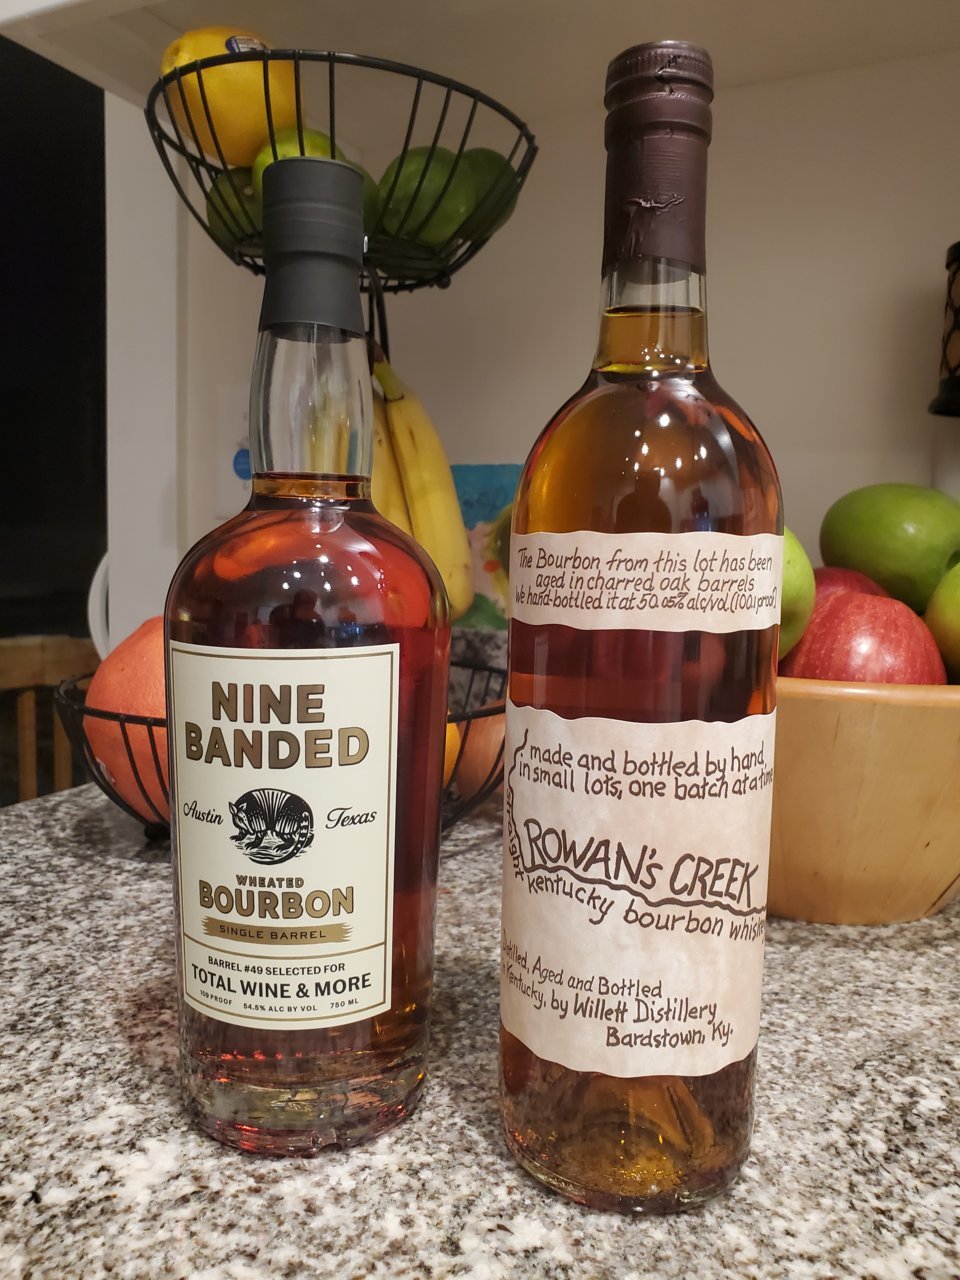 NINE
BANDED
Austin Texas
WHEATED
BOURBON
SINGLE BARREL
BARREL #49 SELECTED FOR
TOTAL WINE & MORE
109 PROOF 54.5% ALC BY VOL 750 ML
The Bourbon from this lot has been
aged in charred oak barrels
We hand-bottled it at 50.05% alc/vol (100.1 proof)
made and bottled by hand
in small lots, one batch at a time
straight
ROWAN'S CREEK
Kentucky bourbon whiskey
Distilled, Aged and Bottled
in Kentucky, by Willett Distillery
Bardstown, Ky.